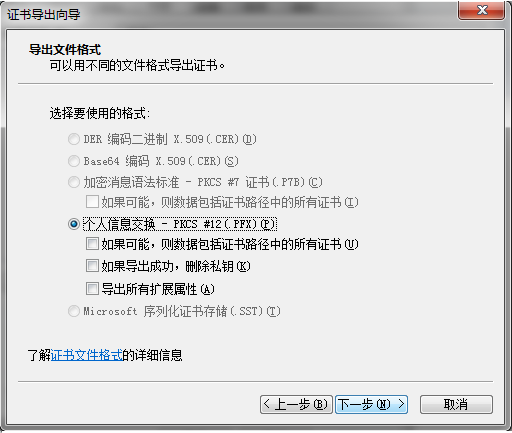 证书导出向导
导出文件格式
可以用不同的文件格式导出证书。
选择要使用的格式:
DER 编码二进制 X.509(.CER)(D)
Base64 编码 X.509(.CER)(S)
加密消息语法标准 - PKCS #7 证书(.P7B)(C)
如果可能，则数据包括证书路径中的所有证书(I)
个人信息交换 - PKCS #12(.PFX)(P)
如果可能，则数据包括证书路径中的所有证书(U)
如果导出成功，删除私钥(K)
导出所有扩展属性(A)
Microsoft 序列化证书存储(.SST)(T)
了解证书文件格式的详细信息
< 上一步(B) 下一步(N) > 取消